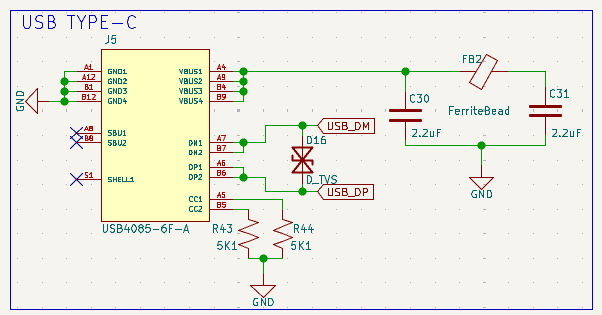 USB TYPE-C
J5
A1 GND1 VBUS1 A4
A12 GND2 VBUS2 A9
B1 GND3 VBUS3 B4
B12 GND4 VBUS4 B9
GND
A8 SBU1
B8 SBU2
DN1 A7
DN2 B7
DP1 A6
DP2 B6
S1 SHELL1
CC1 A5
CC2 B5
USB4085-6F-A
R43
5K1
R44
5K1
GND
USB_DM
D16
D_TVS
USB_DP
FB2
FerriteBead
C30
2.2uF
C31
2.2uF
GND